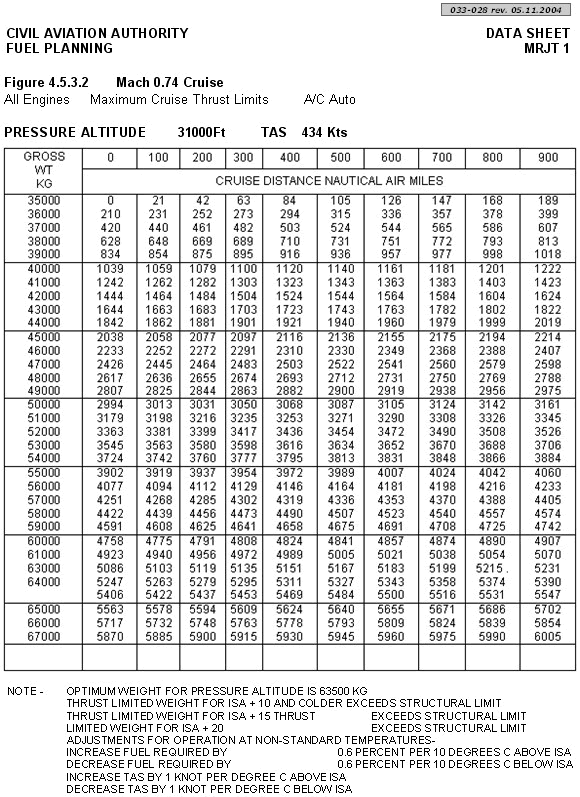 033-028 rev. 05.11.2004
CIVIL AVIATION AUTHORITY DATA SHEET
FUEL PLANNING MRJT 1
Figure 4.5.3.2 Mach 0.74 Cruise
All Engines Maximum Cruise Thrust Limits A/C Auto
PRESSURE ALTITUDE 31000Ft TAS 434 Kts
GROSS WT KG 0 100 200 300 400 500 600 700 800 900
CRUISE DISTANCE NAUTICAL AIR MILES
35000 0 21 42 63 84 105 126 147 168 189
36000 210 231 252 273 294 315 336 357 378 399
37000 420 440 461 482 503 524 544 565 586 607
38000 628 648 669 689 710 731 751 772 793 813
39000 834 854 875 895 916 936 957 977 998 1018
40000 1039 1059 1079 1100 1120 1140 1161 1181 1201 1222
41000 1242 1262 1282 1303 1323 1343 1363 1383 1403 1423
42000 1444 1464 1484 1504 1524 1544 1564 1584 1604 1624
43000 1644 1663 1683 1703 1723 1743 1763 1782 1802 1822
44000 1842 1862 1881 1901 1921 1940 1960 1979 1999 2019
45000 2038 2058 2077 2097 2116 2136 2155 2175 2194 2214
46000 2233 2252 2272 2291 2310 2330 2349 2368 2388 2407
47000 2426 2445 2464 2483 2503 2522 2541 2560 2579 2598
48000 2617 2636 2655 2674 2693 2712 2731 2750 2769 2788
49000 2807 2825 2844 2863 2882 2900 2919 2938 2956 2975
50000 2994 3013 3031 3050 3068 3087 3105 3124 3142 3161
51000 3179 3198 3216 3235 3253 3271 3290 3308 3326 3345
52000 3363 3381 3399 3417 3436 3454 3472 3490 3508 3526
53000 3545 3563 3580 3598 3616 3634 3652 3670 3688 3706
54000 3724 3742 3760 3777 3795 3813 3831 3848 3866 3884
55000 3902 3919 3937 3954 3972 3989 4007 4024 4042 4060
56000 4077 4094 4112 4129 4146 4164 4181 4198 4216 4233
57000 4251 4268 4285 4302 4319 4336 4353 4370 4388 4405
58000 4422 4439 4456 4473 4490 4507 4523 4540 4557 4574
59000 4591 4608 4625 4641 4658 4675 4691 4708 4725 4742
60000 4758 4775 4791 4808 4824 4841 4857 4874 4890 4907
61000 4923 4940 4956 4972 4989 5005 5021 5038 5054 5070
63000 5086 5103 5119 5135 5151 5167 5183 5199 5215 . 5231
64000 5247 5263 5279 5295 5311 5327 5343 5358 5374 5390
5406 5422 5437 5453 5469 5484 5500 5516 5531 5547
65000 5563 5578 5594 5609 5624 5640 5655 5671 5686 5702
66000 5717 5732 5748 5763 5778 5793 5809 5824 5839 5854
67000 5870 5885 5900 5915 5930 5945 5960 5975 5990 6005
NOTE - OPTIMUM WEIGHT FOR PRESSURE ALTITUDE IS 63500 KG
THRUST LIMITED WEIGHT FOR ISA + 10 AND COLDER EXCEEDS STRUCTURAL LIMIT
THRUST LIMITED WEIGHT FOR ISA + 15 THRUST EXCEEDS STRUCTURAL LIMIT
LIMITED WEIGHT FOR ISA + 20 EXCEEDS STRUCTURAL LIMIT
ADJUSTMENTS FOR OPERATION AT NON-STANDARD TEMPERATURES-
INCREASE FUEL REQUIRED BY 0.6 PERCENT PER 10 DEGREES C ABOVE ISA
DECREASE FUEL REQUIRED BY 0.6 PERCENT PER 10 DEGREES C BELOW ISA
INCREASE TAS BY 1 KNOT PER DEGREE C ABOVE ISA
DECREASE TAS BY 1 KNOT PER DEGREE C BELOW ISA